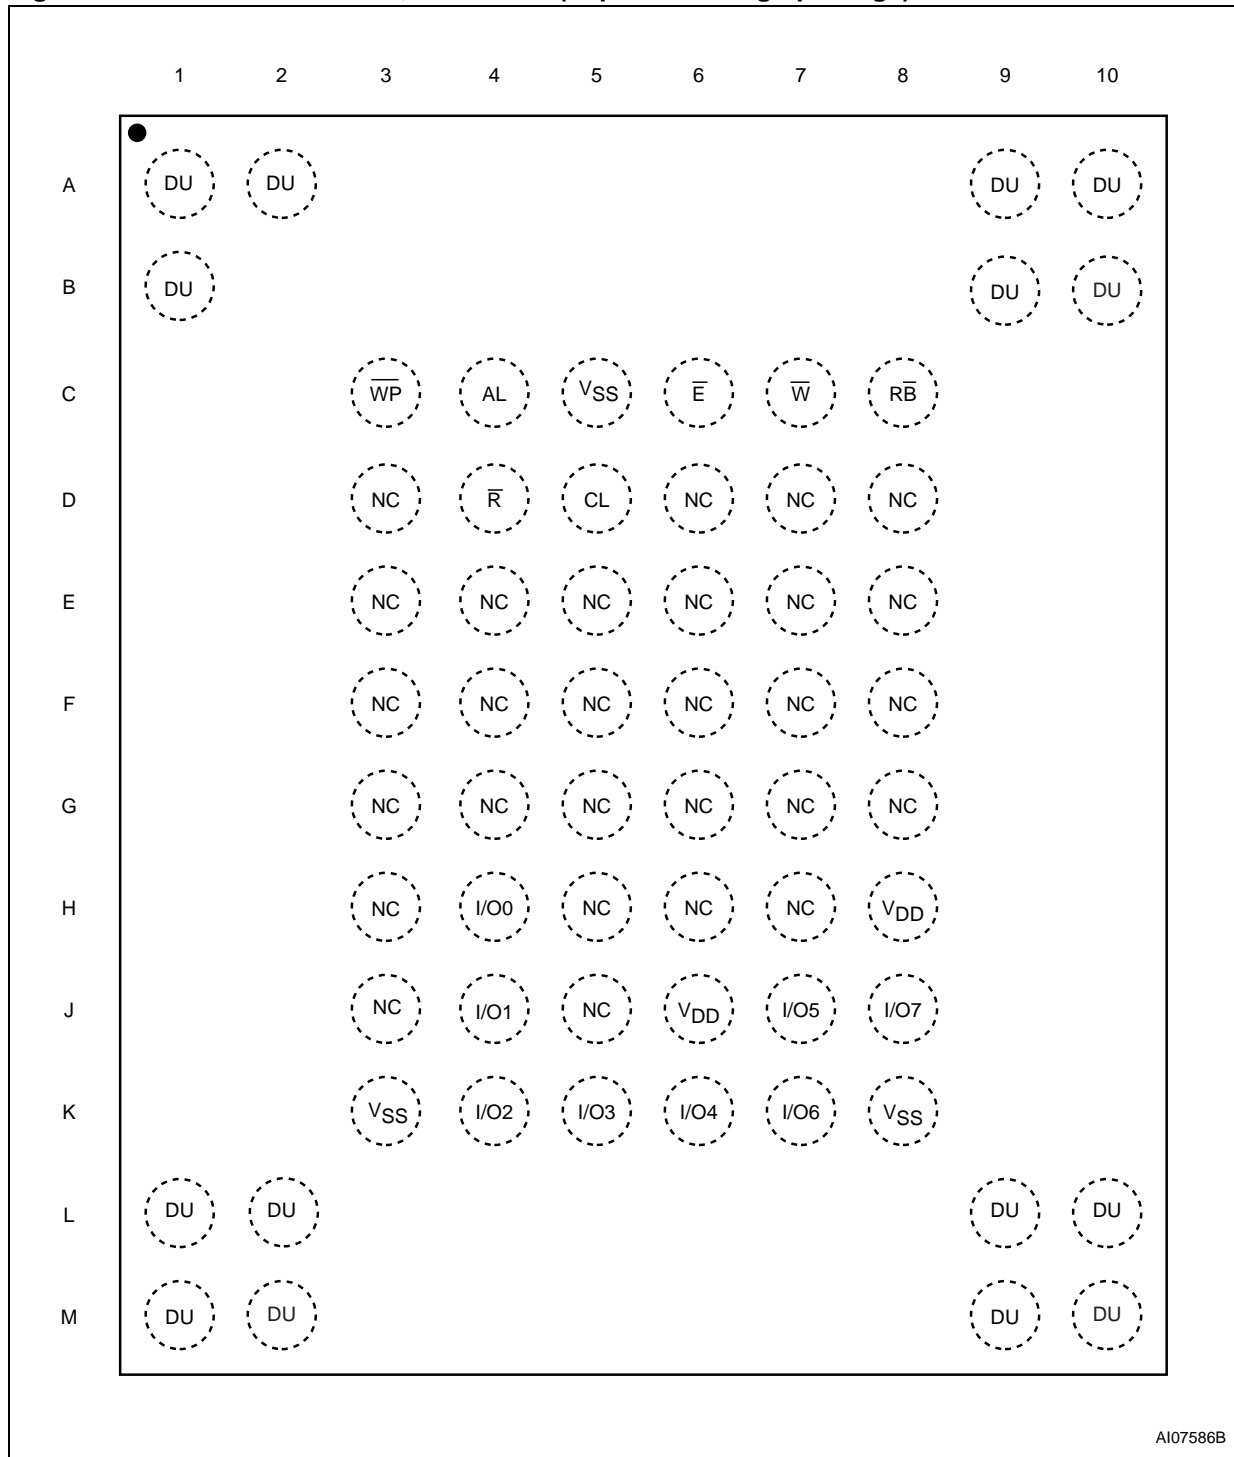 1 2 3 4 5 6 7 8 9 10
A DU DU DU DU
B DU DU DU
C W̅P̅ AL VSS E̅ W̅ RB̅
D NC R̅ CL NC NC NC
E NC NC NC NC NC NC
F NC NC NC NC NC NC
G NC NC NC NC NC NC
H NC I/O0 NC NC NC VDD
J NC I/O1 NC VDD I/O5 I/O7
K VSS I/O2 I/O3 I/O4 I/O6 VSS
L DU DU DU DU
M DU DU DU DU
AI07586B